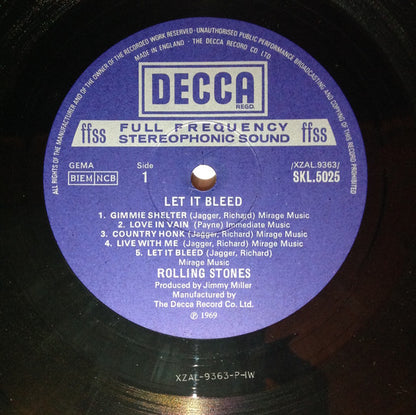 ALL RIGHTS OF THE MANUFACTURER AND OF THE OWNER OF THE RECORDED WORK RESERVED · UNAUTHORISED PUBLIC PERFORMANCE BROADCASTING AND COPYING OF THIS RECORD PROHIBITED
MADE IN ENGLAND · THE DECCA RECORD CO LTD
DECCA
REGD.
ffss FULL FREQUENCY ffss
STEREOPHONIC SOUND
GEMA Side /XZAL.9363/
BIEM NCB 1 SKL.5025
LET IT BLEED
1. GIMMIE SHELTER (Jagger, Richard) Mirage Music
2. LOVE IN VAIN (Payne) Immediate Music
3. COUNTRY HONK (Jagger, Richard) Mirage Music
4. LIVE WITH ME (Jagger, Richard) Mirage Music
5. LET IT BLEED (Jagger, Richard)
Mirage Music
ROLLING STONES
Produced by Jimmy Miller
Manufactured by
The Decca Record Co. Ltd.
℗ 1969
XZAL-9363-P-1W